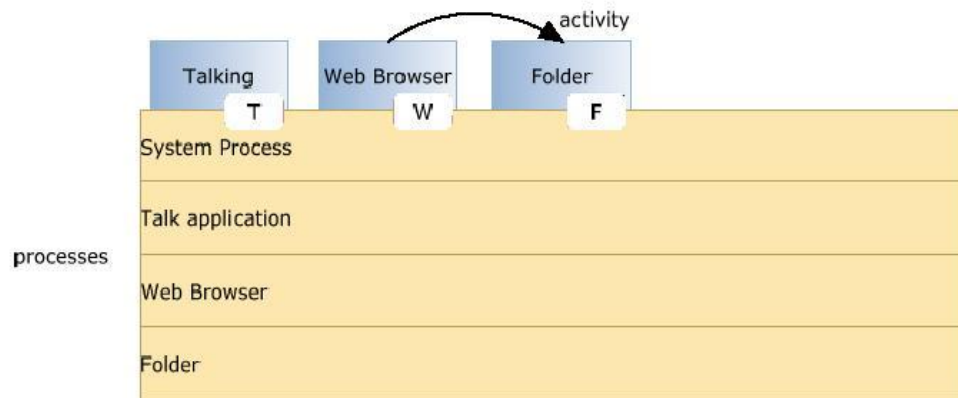 activity
Talking
Web Browser
Folder
T
W
F
System Process
Talk application
processes
Web Browser
Folder